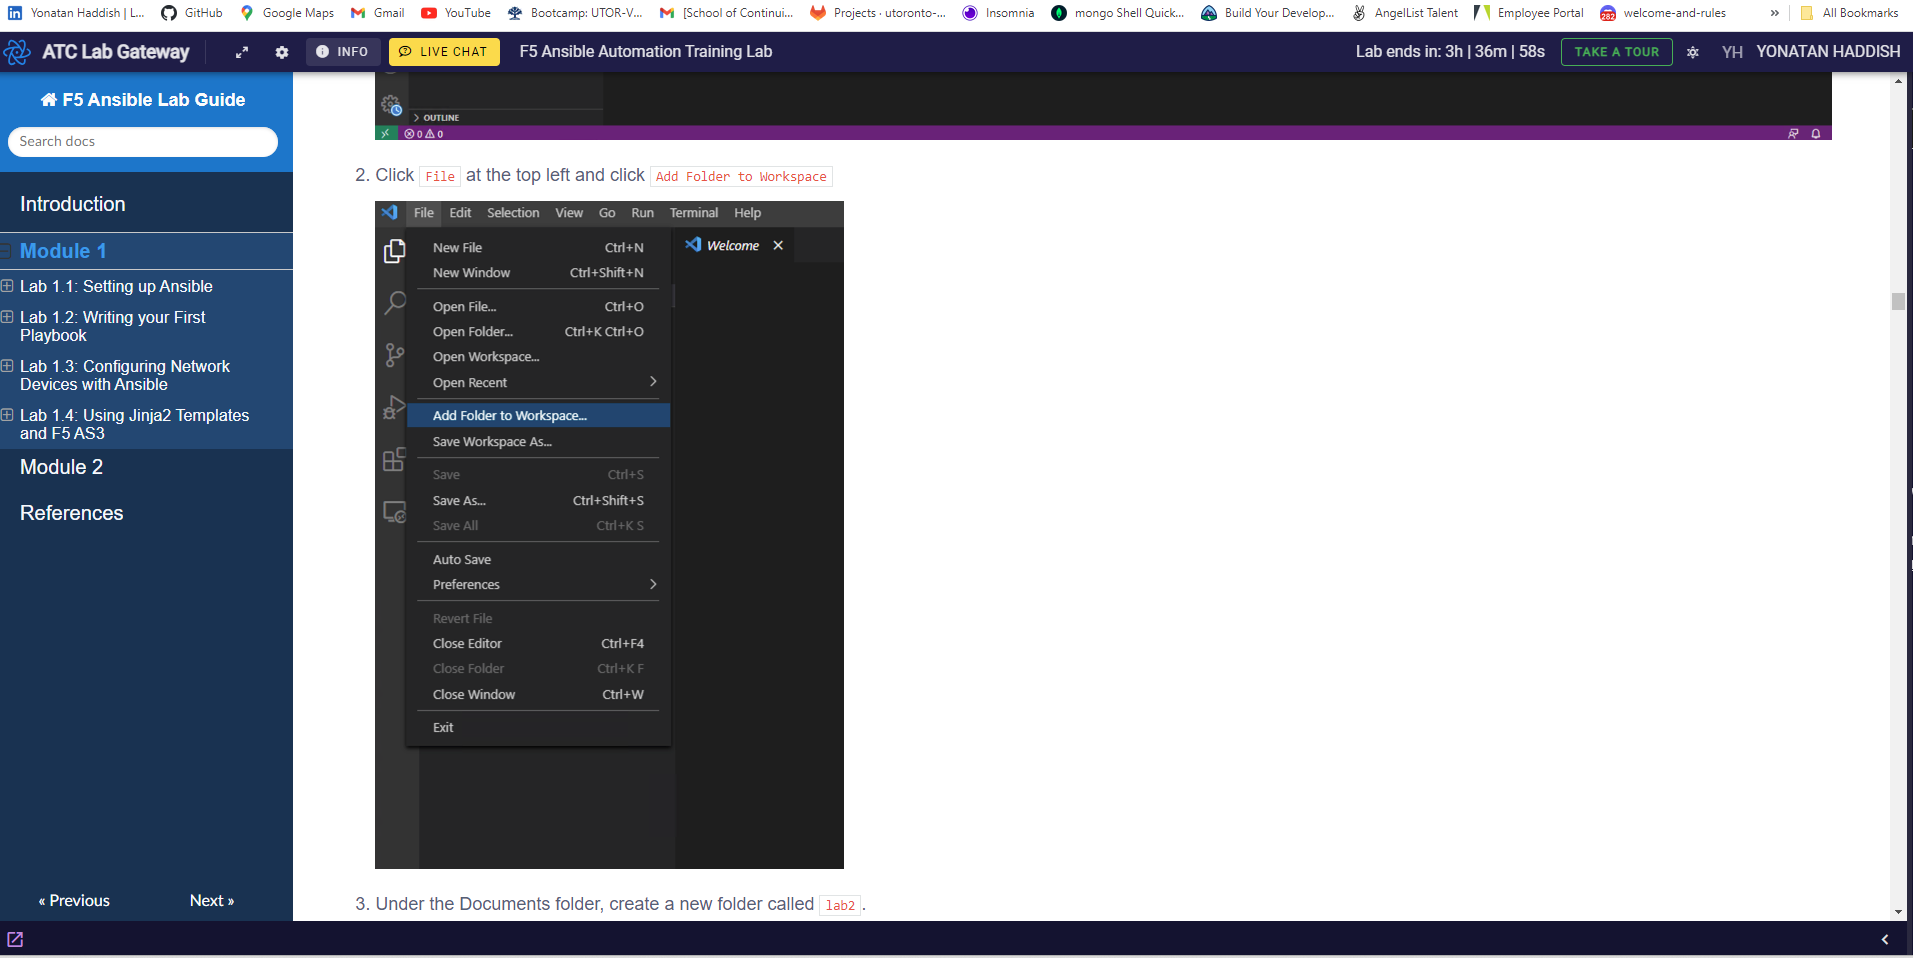 Yonatan Haddish | L... GitHub Google Maps Gmail YouTube Bootcamp: UTOR-V... [School of Continui... Projects · utoronto-... Insomnia mongo Shell Quick... Build Your Develop... AngelList Talent Employee Portal 282 welcome-and-rules » All Bookmarks
ATC Lab Gateway INFO LIVE CHAT F5 Ansible Automation Training Lab Lab ends in: 3h | 36m | 58s TAKE A TOUR YH YONATAN HADDISH
F5 Ansible Lab Guide
Search docs
Introduction
Module 1
Lab 1.1: Setting up Ansible
Lab 1.2: Writing your First
Playbook
Lab 1.3: Configuring Network
Devices with Ansible
Lab 1.4: Using Jinja2 Templates
and F5 AS3
Module 2
References
« Previous Next »
OUTLINE
0 0
2. Click File at the top left and click Add Folder to Workspace
File Edit Selection View Go Run Terminal Help
Welcome
New File Ctrl+N
New Window Ctrl+Shift+N
Open File... Ctrl+O
Open Folder... Ctrl+K Ctrl+O
Open Workspace...
Open Recent
Add Folder to Workspace...
Save Workspace As...
Save Ctrl+S
Save As... Ctrl+Shift+S
Save All Ctrl+K S
Auto Save
Preferences
Revert File
Close Editor Ctrl+F4
Close Folder Ctrl+K F
Close Window Ctrl+W
Exit
3. Under the Documents folder, create a new folder called lab2.